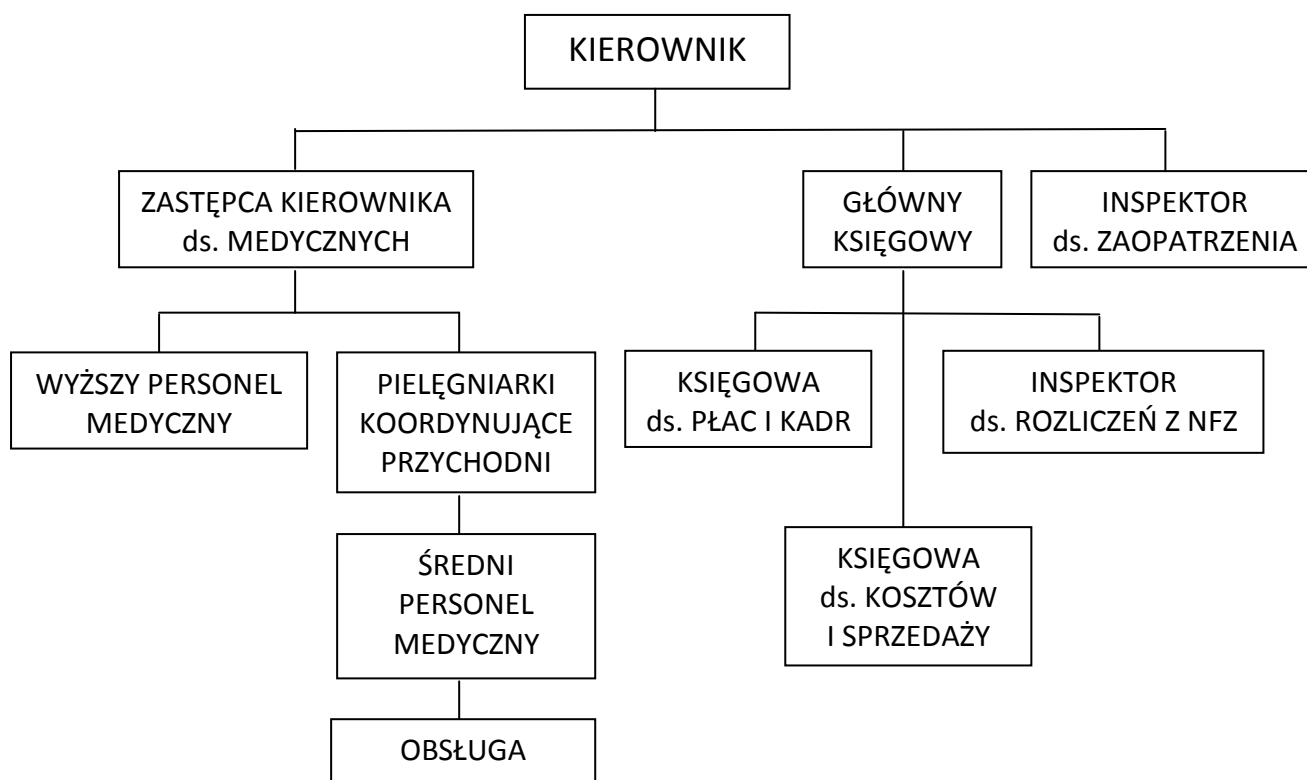 KIEROWNIK
ZASTĘPCA KIEROWNIKA
ds. MEDYCZNYCH
GŁÓWNY
KSIĘGOWY
INSPEKTOR
ds. ZAOPATRZENIA
WYŻSZY PERSONEL
MEDYCZNY
PIELĘGNIARKI
KOORDYNUJĄCE
PRZYCHODNI
KSIĘGOWA
ds. PŁAC I KADR
INSPEKTOR
ds. ROZLICZEŃ Z NFZ
ŚREDNI
PERSONEL
MEDYCZNY
KSIĘGOWA
ds. KOSZTÓW
I SPRZEDAŻY
OBSŁUGA